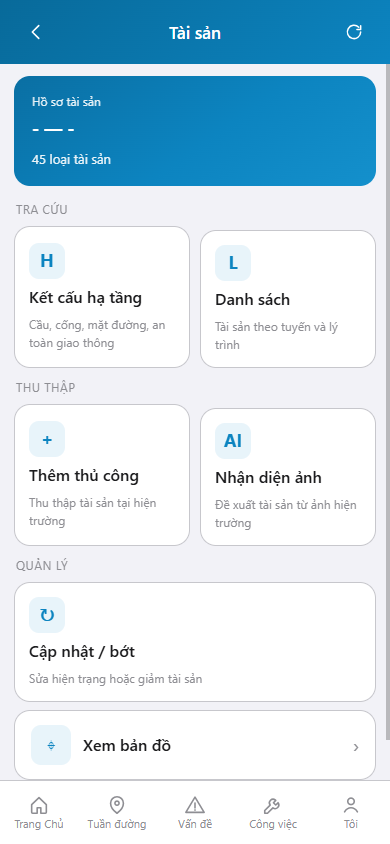 Tài sản
Hồ sơ tài sản
- — -
45 loại tài sản
TRA CỨU
H
Kết cấu hạ tầng
Cầu, cống, mặt đường, an
toàn giao thông
L
Danh sách
Tài sản theo tuyến và lý
trình
THU THẬP
+
Thêm thủ công
Thu thập tài sản tại hiện
trường
AI
Nhận diện ảnh
Đề xuất tài sản từ ảnh hiện
trường
QUẢN LÝ
↻
Cập nhật / bớt
Sửa hiện trạng hoặc giảm tài sản
Xem bản đồ
›
Trang Chủ
Tuần đường
Vấn đề
Công việc
Tôi